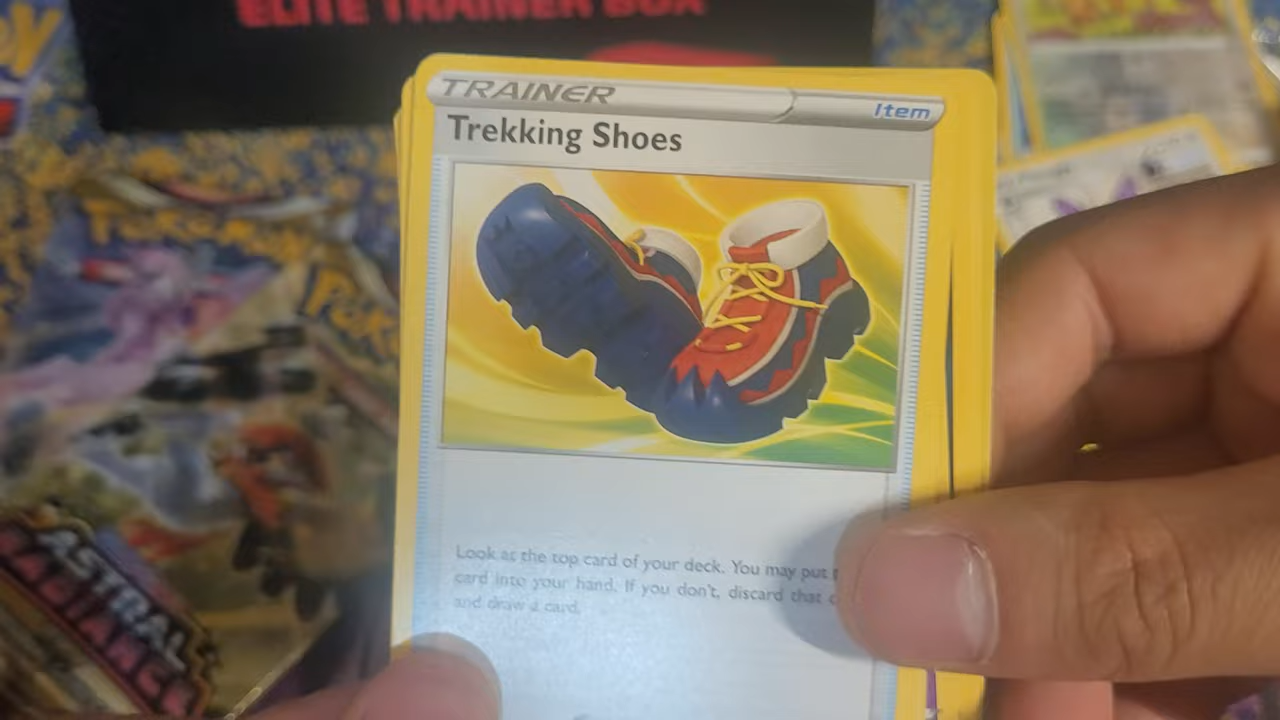 ELITE TRAINER BOX
TRAINER
Item
Trekking Shoes
Look at the top card of your deck. You may put
card into your hand. If you don't, discard that
and draw a card.
Pokémon
ASTRAL
RADIANCE